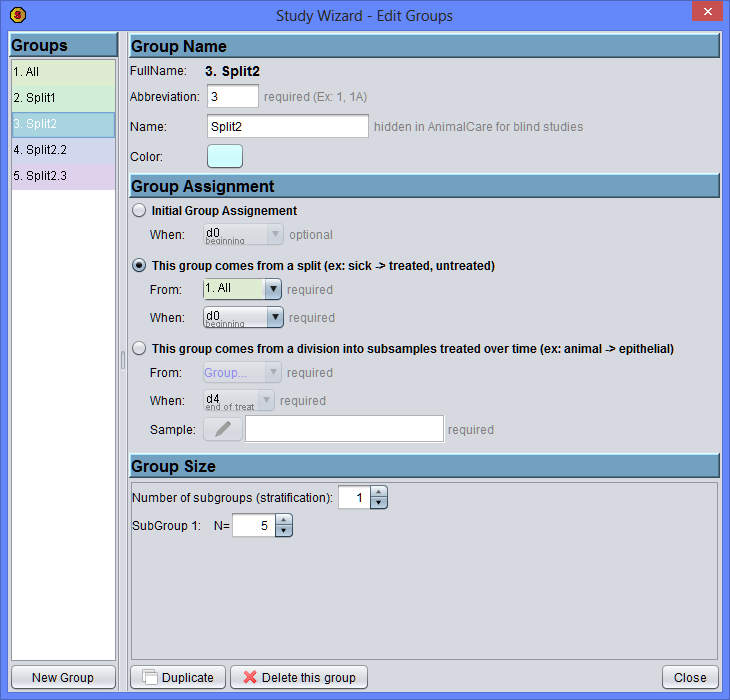 Study Wizard - Edit Groups
Groups
1. All
2. Split1
3. Split2
4. Split2.2
5. Split2.3
New Group
Group Name
FullName: 3. Split2
Abbreviation: 3 required (Ex: 1, 1A)
Name: Split2 hidden in AnimalCare for blind studies
Color:
Group Assignment
Initial Group Assignement
When: d0 beginning optional
This group comes from a split (ex: sick -> treated, untreated)
From: 1. All required
When: d0 beginning required
This group comes from a division into subsamples treated over time (ex: animal -> epithelial)
From: Group... required
When: d4 end of treat required
Sample: required
Group Size
Number of subgroups (stratification): 1
SubGroup 1: N= 5
Duplicate Delete this group Close